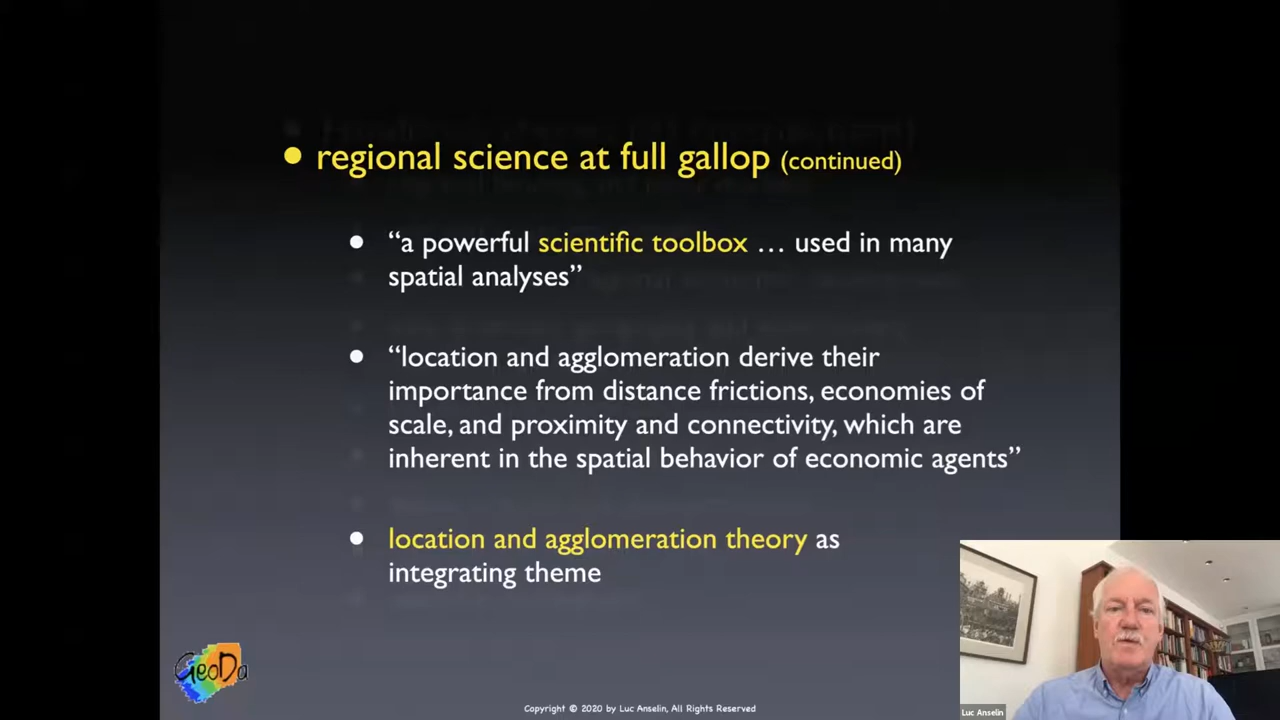 • regional science at full gallop (continued)
• “a powerful scientific toolbox … used in many
spatial analyses”
• “location and agglomeration derive their
importance from distance frictions, economies of
scale, and proximity and connectivity, which are
inherent in the spatial behavior of economic agents”
• location and agglomeration theory as
integrating theme
GeoDa
Copyright © 2020 by Luc Anselin, All Rights Reserved
Luc Anselin